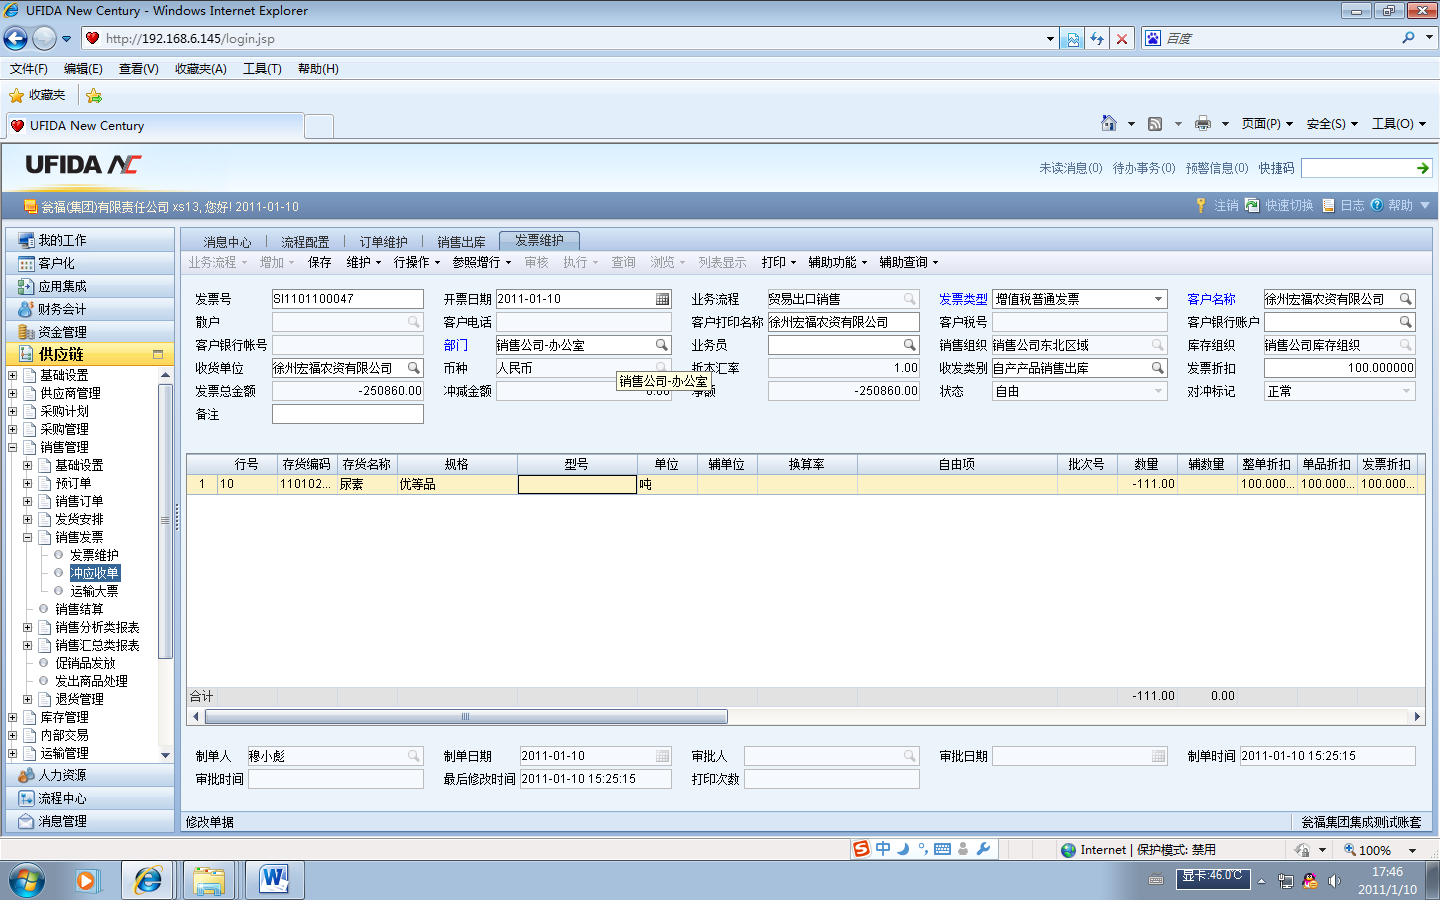 UFIDA New Century - Windows Internet Explorer
http://192.168.6.145/login.jsp
百度
文件(F) 编辑(E) 查看(V) 收藏夹(A) 工具(T) 帮助(H)
收藏夹
UFIDA New Century
页面(P) 安全(S) 工具(O)
UFIDA NC
未读消息(0) 待办事务(0) 预警信息(0) 快捷码
瓮福(集团)有限责任公司 xs13, 您好! 2011-01-10
注销 快速切换 日志 帮助
我的工作
客户化
应用集成
财务会计
资金管理
供应链
基础设置
供应商管理
采购计划
采购管理
销售管理
基础设置
预订单
销售订单
发货安排
销售发票
发票维护
冲应收单
运输大票
销售结算
销售分析类报表
销售汇总类报表
促销品发放
发出商品处理
退货管理
库存管理
内部交易
运输管理
人力资源
流程中心
消息管理
消息中心 流程配置 订单维护 销售出库 发票维护
业务流程 增加 保存 维护 行操作 参照增行 审核 执行 查询 浏览 列表显示 打印 辅助功能 辅助查询
发票号 SI1101100047 开票日期 2011-01-10 业务流程 贸易出口销售 发票类型 增值税普通发票 客户名称 徐州宏福农资有限公司
散户 客户电话 客户打印名称 徐州宏福农资有限公司 客户税号 客户银行账户
客户银行帐号 部门 销售公司-办公室 业务员 销售组织 销售公司东北区域 库存组织 销售公司库存组织
收货单位 徐州宏福农资有限公司 币种 人民币 折本汇率 1.00 收发类别 自产产品销售出库 发票折扣 100.000000
销售公司-办公室
发票总金额 -250860.00 冲减金额 0.00 净额 -250860.00 状态 自由 对冲标记 正常
备注
行号 存货编码 存货名称 规格 型号 单位 辅单位 换算率 自由项 批次号 数量 辅数量 整单折扣 单品折扣 发票折扣
1 10 110102... 尿素 优等品 吨 -111.00 100.000... 100.000... 100.000...
合计 -111.00 0.00
制单人 穆小彪 制单日期 2011-01-10 审批人 审批日期 制单时间 2011-01-10 15:25:15
审批时间 最后修改时间 2011-01-10 15:25:15 打印次数
修改单据 瓮福集团集成测试账套
中
Internet | 保护模式: 禁用 100%
显卡:46.0℃
17:46
2011/1/10